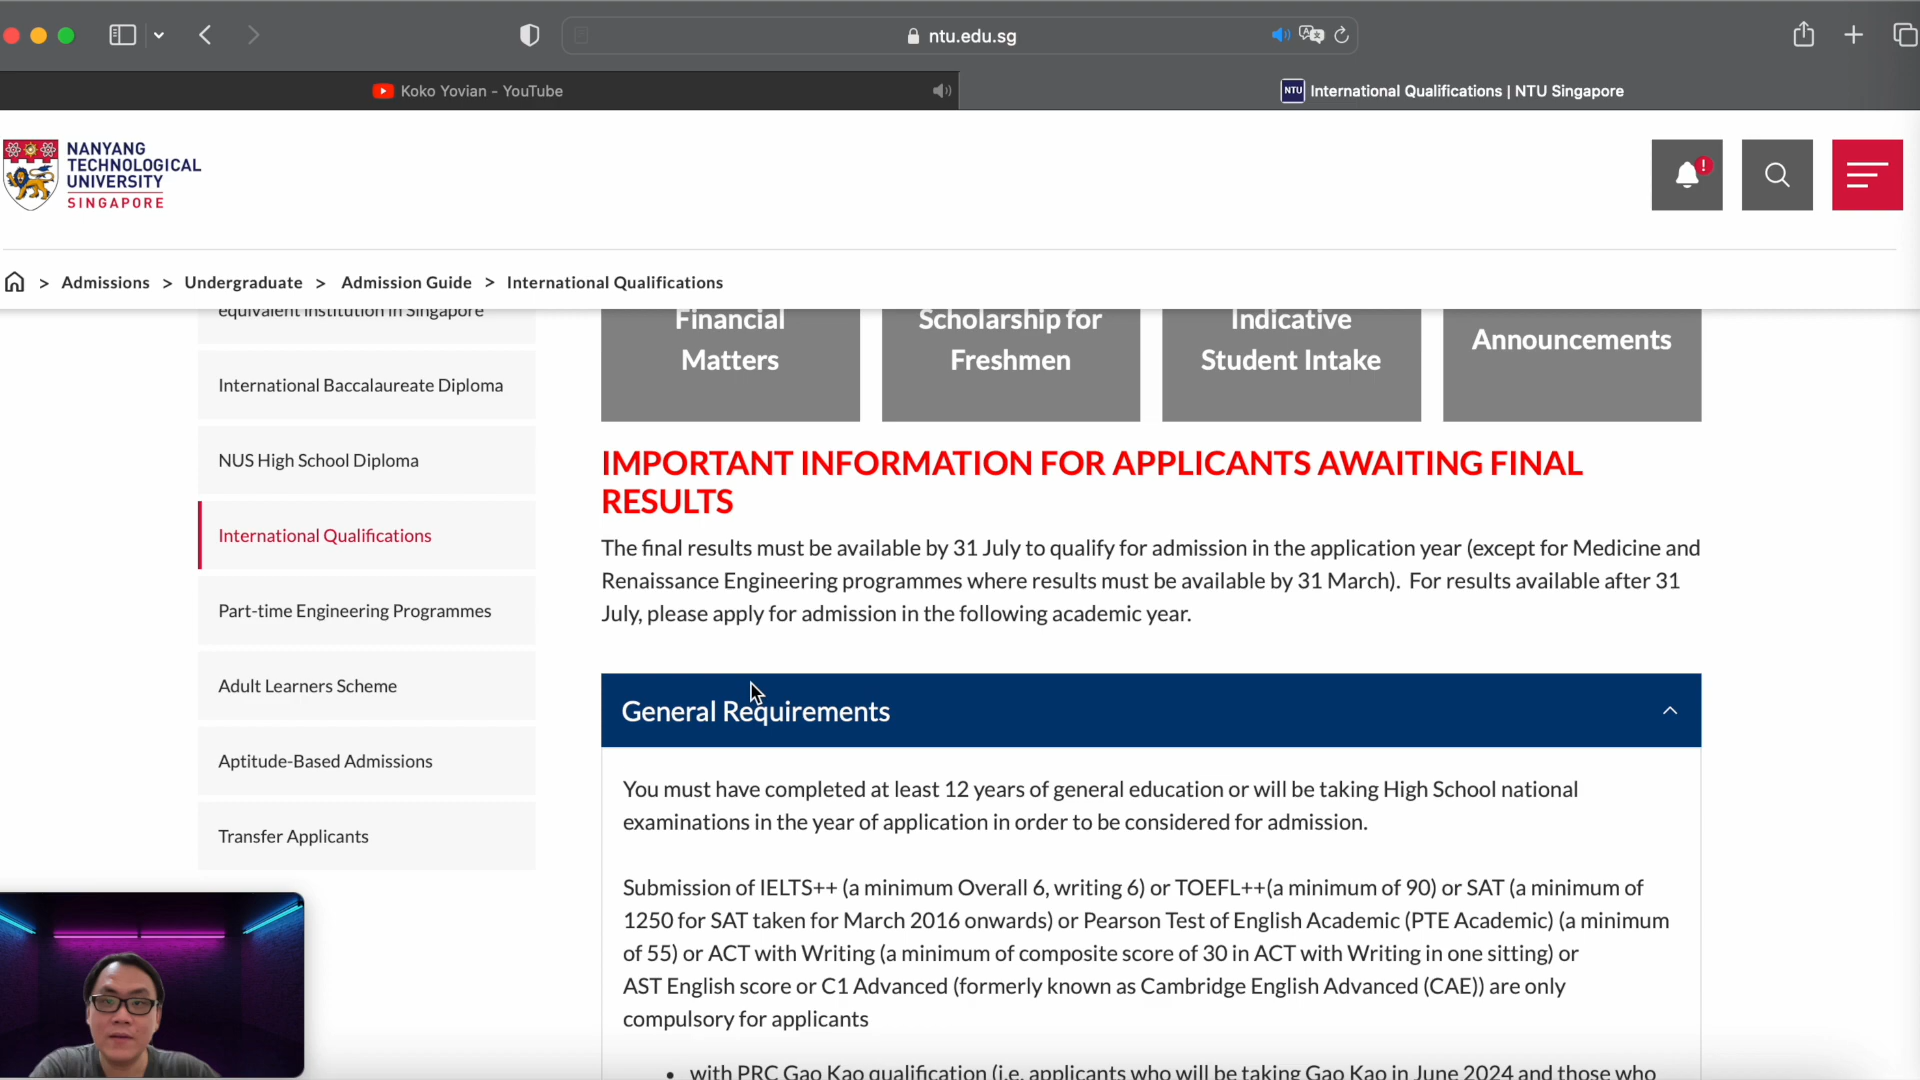 ntu.edu.sg
Koko Yovian - YouTube
NTU
International Qualifications | NTU Singapore
NANYANG
TECHNOLOGICAL
UNIVERSITY
SINGAPORE
> Admissions > Undergraduate > Admission Guide > International Qualifications
equivalent institution in Singapore
International Baccalaureate Diploma
NUS High School Diploma
International Qualifications
Part-time Engineering Programmes
Adult Learners Scheme
Aptitude-Based Admissions
Transfer Applicants
Financial
Matters
Scholarship for
Freshmen
Indicative
Student Intake
Announcements
IMPORTANT INFORMATION FOR APPLICANTS AWAITING FINAL
RESULTS
The final results must be available by 31 July to qualify for admission in the application year (except for Medicine and
Renaissance Engineering programmes where results must be available by 31 March). For results available after 31
July, please apply for admission in the following academic year.
General Requirements
You must have completed at least 12 years of general education or will be taking High School national
examinations in the year of application in order to be considered for admission.
Submission of IELTS++ (a minimum Overall 6, writing 6) or TOEFL++(a minimum of 90) or SAT (a minimum of
1250 for SAT taken for March 2016 onwards) or Pearson Test of English Academic (PTE Academic) (a minimum
of 55) or ACT with Writing (a minimum of composite score of 30 in ACT with Writing in one sitting) or
AST English score or C1 Advanced (formerly known as Cambridge English Advanced (CAE)) are only
compulsory for applicants
• with PRC Gao Kao qualification (i.e. applicants who will be taking Gao Kao in June 2024 and those who